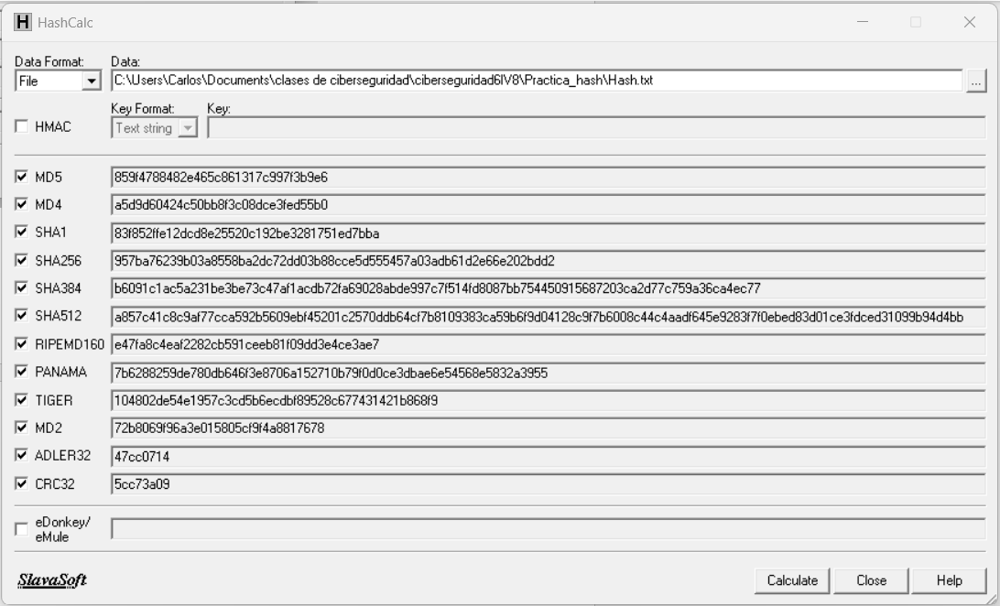 HashCalc
Data Format: Data:
File C:\Users\Carlos\Documents\clases de ciberseguridad\ciberseguridad6IV8\Practica_hash\Hash.txt ...
Key Format: Key:
HMAC Text string
MD5 859f4788482e465c861317c997f3b9e6
MD4 a5d9d60424c50bb8f3c08dce3fed55b0
SHA1 83f852ffe12dcd8e25520c192be3281751ed7bba
SHA256 957ba76239b03a8558ba2dc72dd03b88cce5d555457a03adb61d2e66e202bdd2
SHA384 b6091c1ac5a231be3be73c47af1acdb72fa69028abde997c7f514fd8087bb754450915687203ca2d77c759a36ca4ec77
SHA512 a857c41c8c9af77cca592b5609ebf45201c2570ddb64cf7b8109383ca59b6f9d04128c9f7b6008c44c4aadf645e9283f7f0ebed83d01ce3fdced31099b94d4bb
RIPEMD160 e47fa8c4eaf2282cb591ceeb81f09dd3e4ce3ae7
PANAMA 7b6288259de780db646f3e8706a152710b79f0d0ce3dbae6e54568e5832a3955
TIGER 104802de54e1957c3cd5b6ecdbf89528c677431421b868f9
MD2 72b8069f96a3e015805cf9f4a8817678
ADLER32 47cc0714
CRC32 5cc73a09
eDonkey/
eMule
SlavaSoft Calculate Close Help